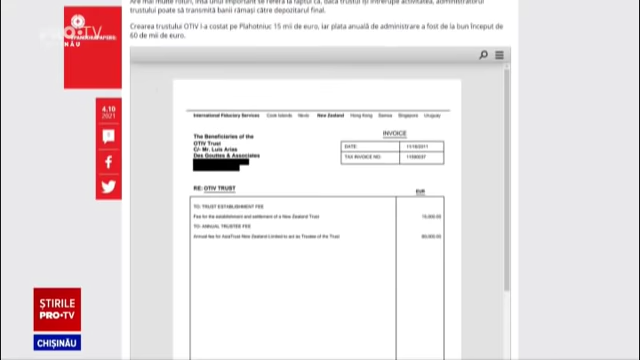 Are mai multe roluri, însă unul important se referă la faptul că, dacă trustul își întrerupe activitatea, administratorul
trustului poate să transmită banii rămași către depozitarul final.
Crearea trustului OTIV l-a costat pe Plahotniuc 15 mii de euro, iar plata anuală de administrare a fost de la bun început de
60 de mii de euro.
PRO•TV
CHIȘINĂU
4.10
2021
International Fiduciary Services Cook Islands Nevis New Zealand Hong Kong Samoa Singapore Uruguay
INVOICE
The Beneficiaries of the
OTIV Trust
C/- Mr. Luis Arias
Des Gouttes & Associates
DATE:
TAX INVOICE NO:
RE: OTIV TRUST
EUR
TO: TRUST ESTABLISHMENT FEE
Fee for the establishment and settlement of a New Zealand Trust
15,000.00
TO: ANNUAL TRUSTEE FEE
Annual fee for AsiaTrust New Zealand Limited to act as Trustee of the Trust
60,000.00
ȘTIRILE
PRO•TV
CHIȘINĂU